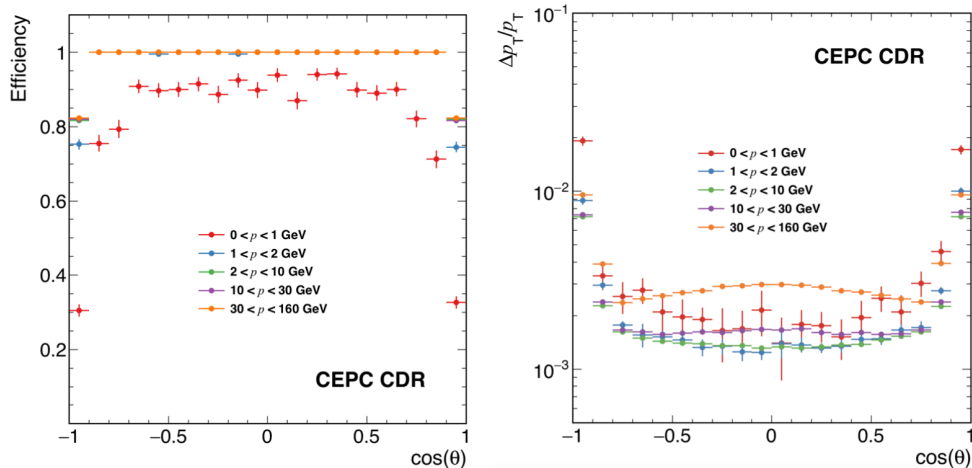 Efficiency
1
0.8
0.6
0.4
0.2
0 < p < 1 GeV
1 < p < 2 GeV
2 < p < 10 GeV
10 < p < 30 GeV
30 < p < 160 GeV
CEPC CDR
−1
−0.5
0
0.5
1
cos(θ)
Δp_T/p_T
10⁻¹
10⁻²
10⁻³
CEPC CDR
0 < p < 1 GeV
1 < p < 2 GeV
2 < p < 10 GeV
10 < p < 30 GeV
30 < p < 160 GeV
−1
−0.5
0
0.5
1
cos(θ)